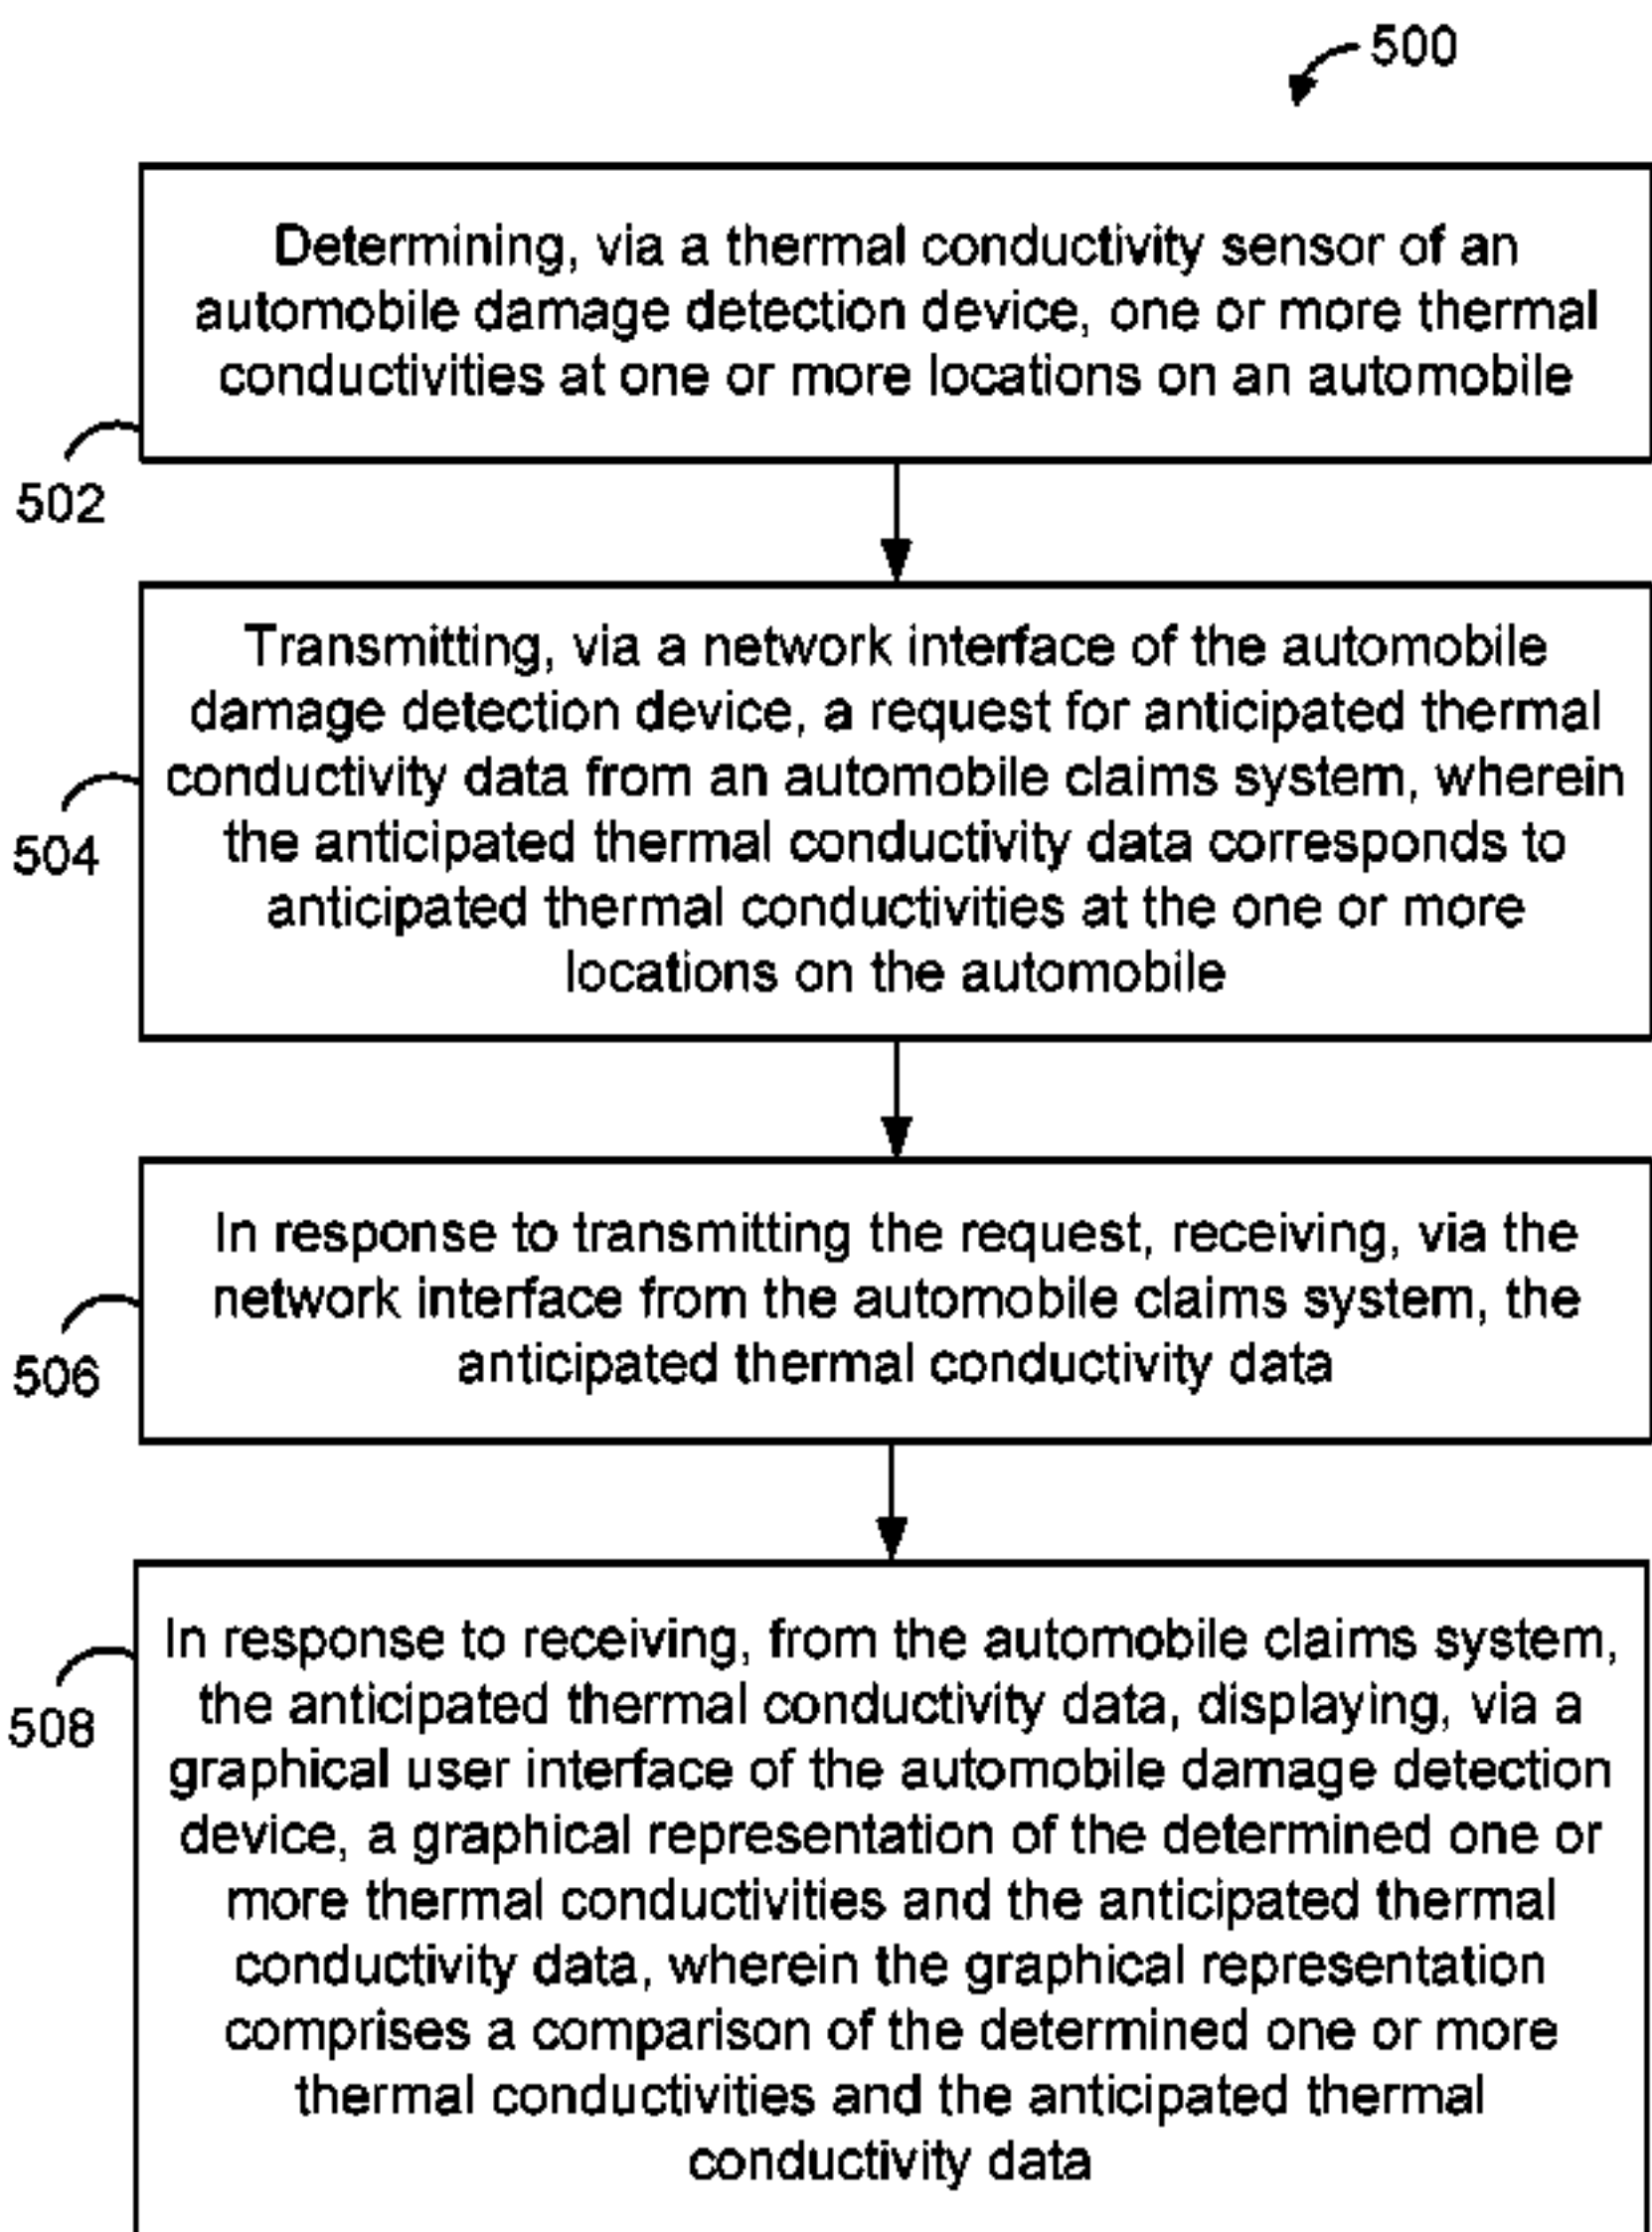 500
Determining, via a thermal conductivity sensor of an
automobile damage detection device, one or more thermal
conductivities at one or more locations on an automobile
502
Transmitting, via a network interface of the automobile
damage detection device, a request for anticipated thermal
conductivity data from an automobile claims system, wherein
the anticipated thermal conductivity data corresponds to
anticipated thermal conductivities at the one or more
locations on the automobile
504
In response to transmitting the request, receiving, via the
network interface from the automobile claims system, the
anticipated thermal conductivity data
506
In response to receiving, from the automobile claims system,
the anticipated thermal conductivity data, displaying, via a
graphical user interface of the automobile damage detection
device, a graphical representation of the determined one or
more thermal conductivities and the anticipated thermal
conductivity data, wherein the graphical representation
comprises a comparison of the determined one or more
thermal conductivities and the anticipated thermal
conductivity data
508